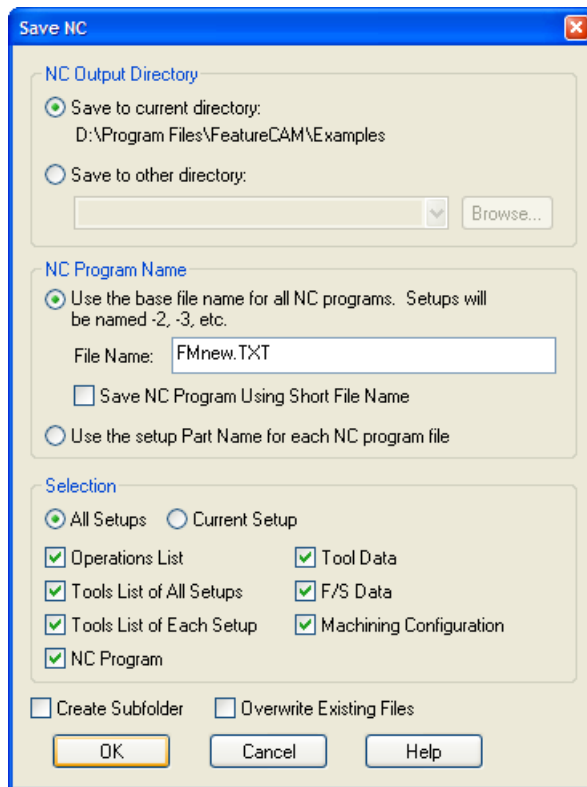 Save NC
NC Output Directory
Save to current directory:
D:\Program Files\FeatureCAM\Examples
Save to other directory:
Browse...
NC Program Name
Use the base file name for all NC programs.  Setups will
be named -2, -3, etc.
File Name: FMnew.TXT
Save NC Program Using Short File Name
Use the setup Part Name for each NC program file
Selection
All Setups Current Setup
Operations List Tool Data
Tools List of All Setups F/S Data
Tools List of Each Setup Machining Configuration
NC Program
Create Subfolder Overwrite Existing Files
OK Cancel Help